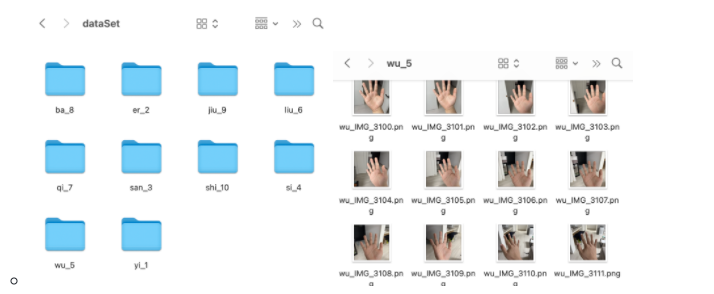 dataSet
ba_8
er_2
jiu_9
liu_6
qi_7
san_3
shi_10
si_4
wu_5
yi_1
wu_5
wu_IMG_3100.pn
g
wu_IMG_3101.pn
g
wu_IMG_3102.pn
g
wu_IMG_3103.pn
g
wu_IMG_3104.pn
g
wu_IMG_3105.pn
g
wu_IMG_3106.pn
g
wu_IMG_3107.pn
g
wu_IMG_3108.pn
g
wu_IMG_3109.pn
g
wu_IMG_3110.pn
g
wu_IMG_3111.png